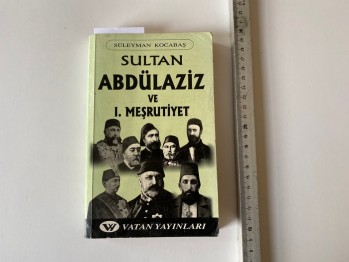 SÜLEYMAN KOCABAŞ
SULTAN
ABDÜLAZİZ
VE
I. MEŞRUTİYET
VATAN YAYINLARI